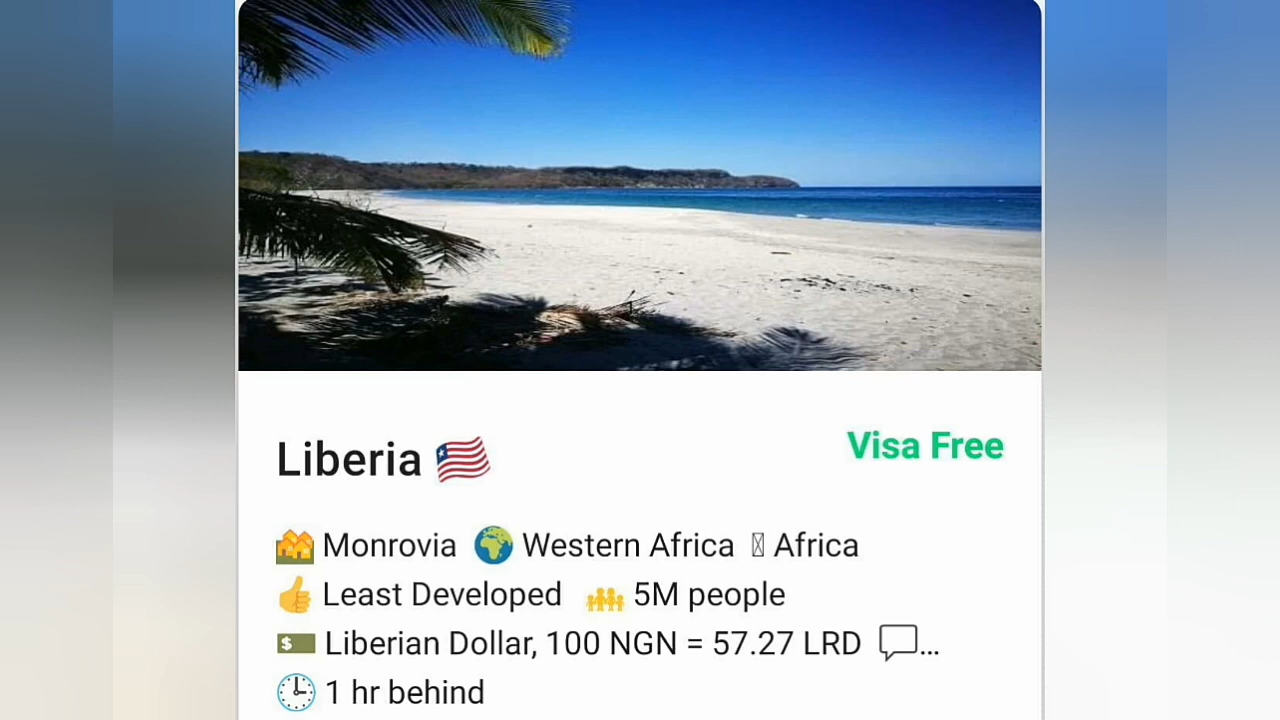 Liberia 🇱🇷
Visa Free
Monrovia 🌍 Western Africa Africa
👍 Least Developed 5M people
💵 Liberian Dollar, 100 NGN = 57.27 LRD 💬...
🕒 1 hr behind